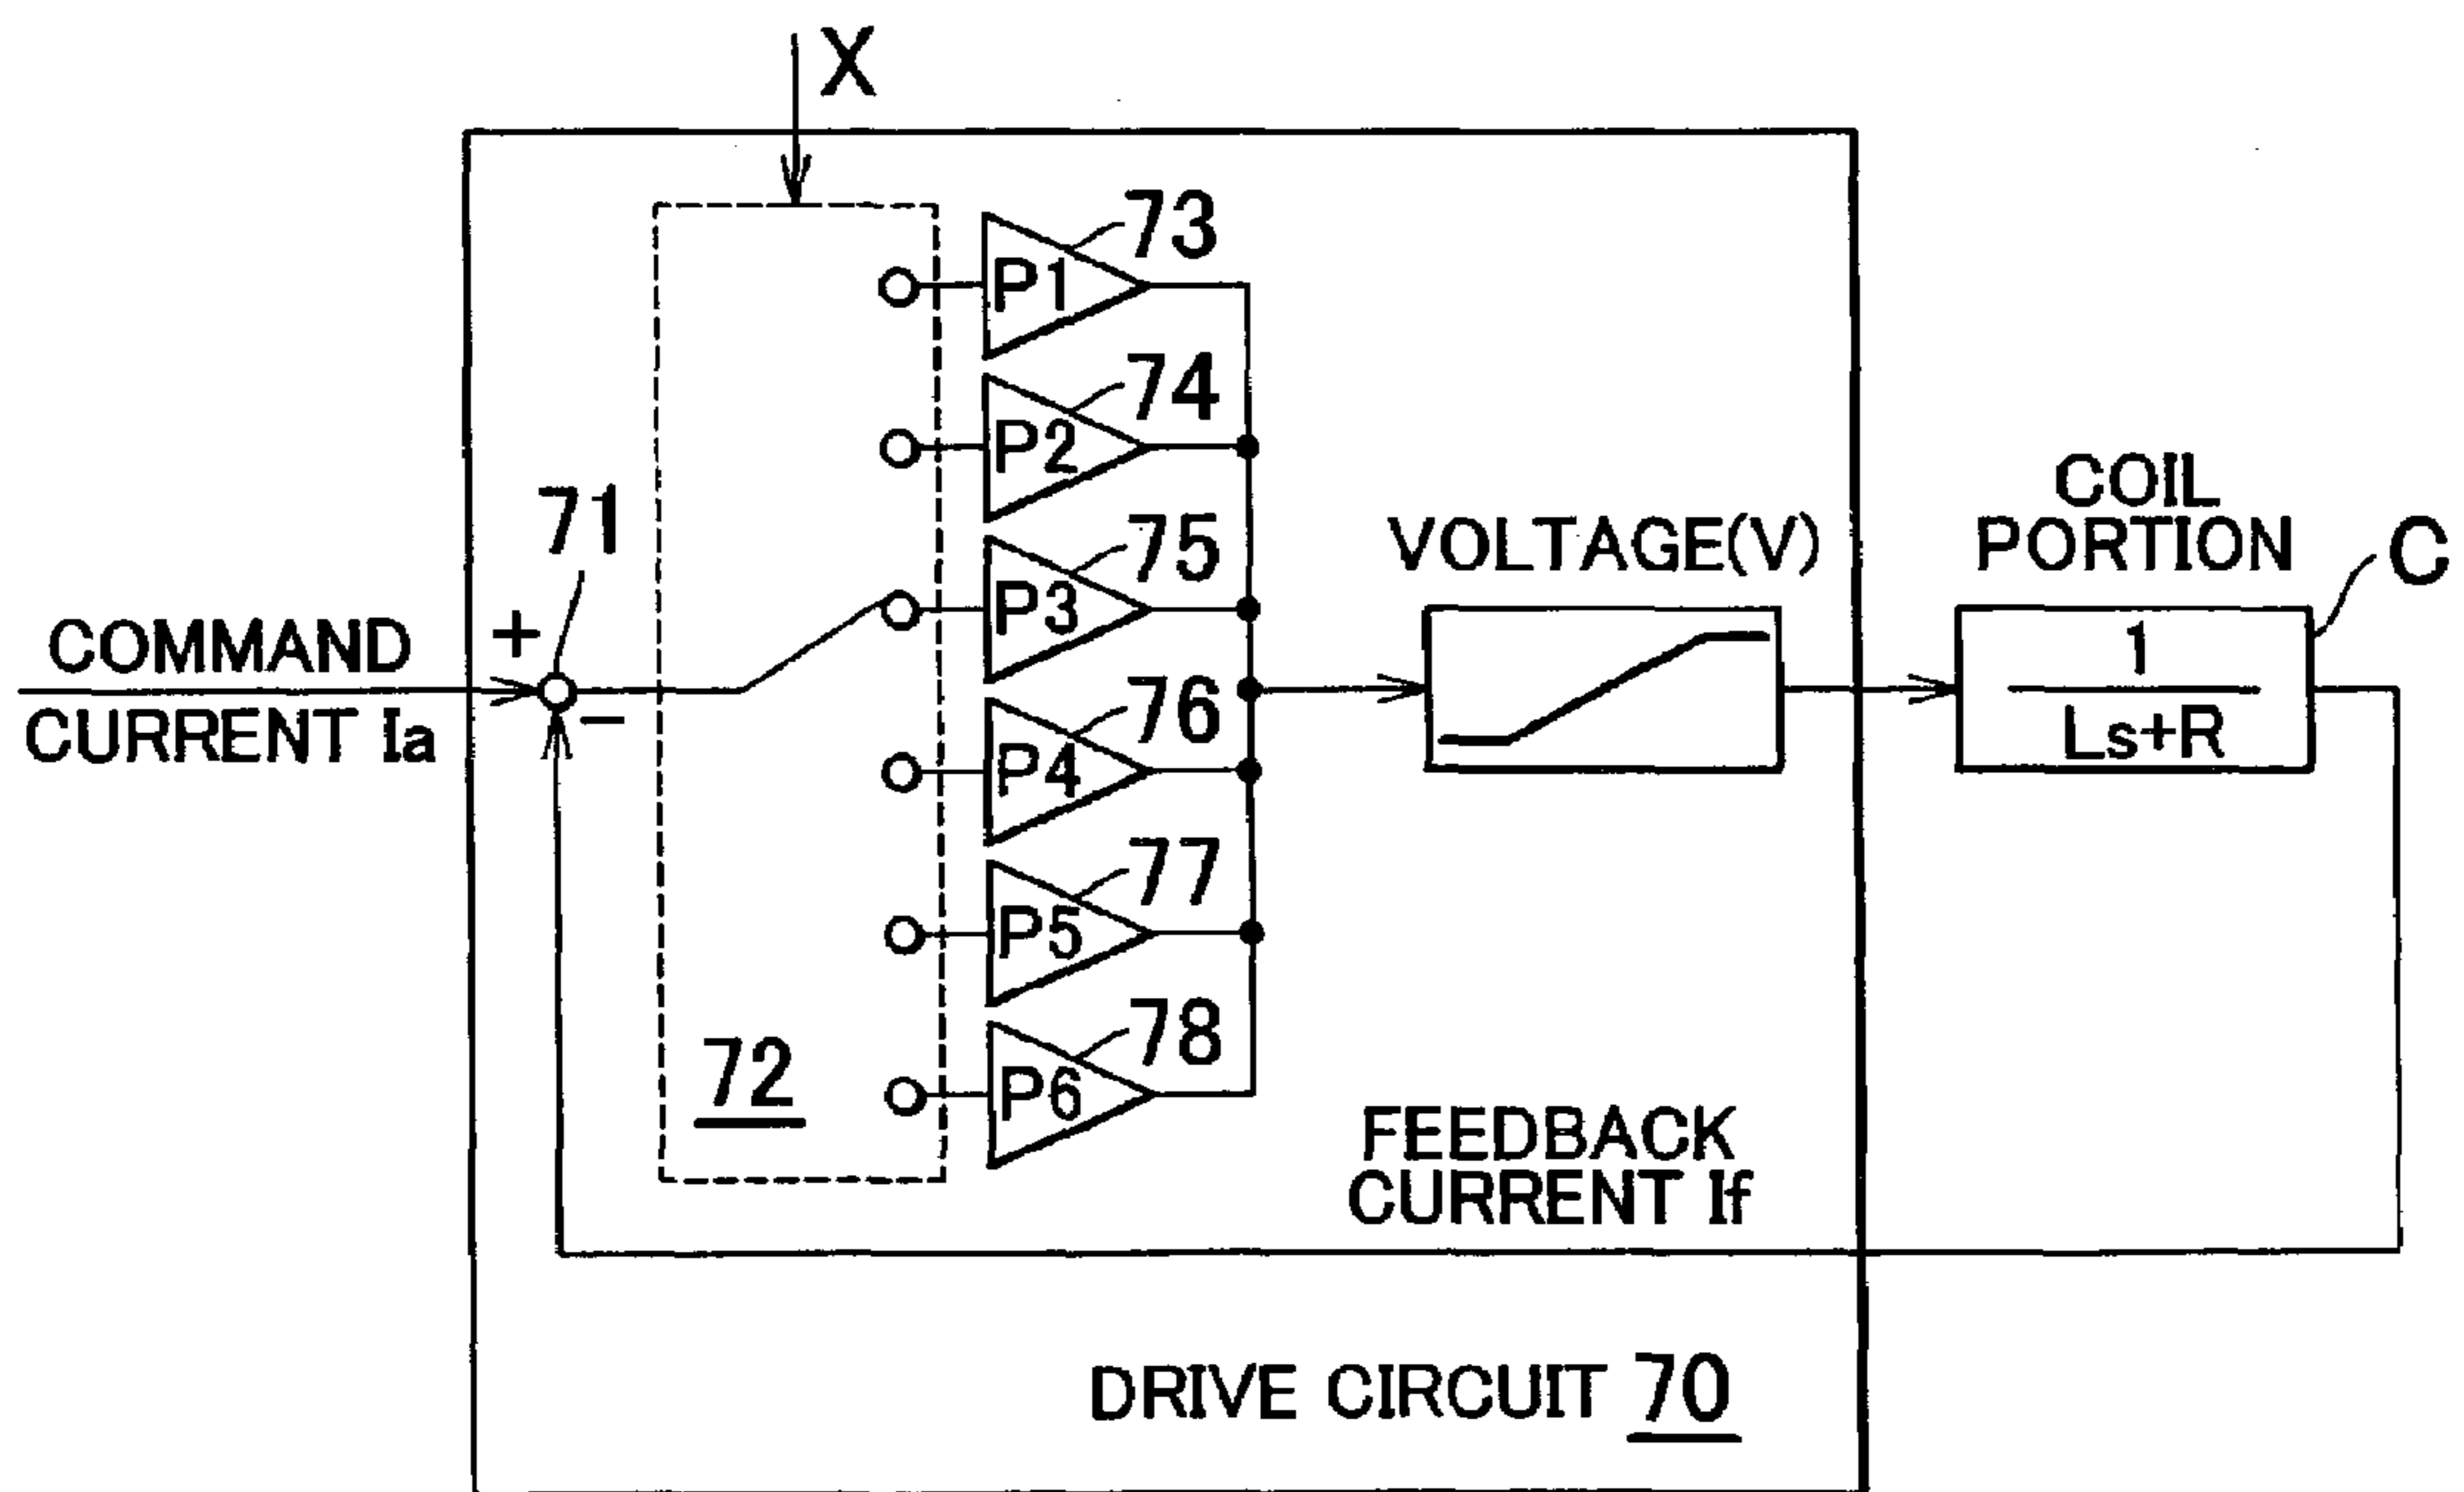 X
73
P1
74
P2
71
75
P3
VOLTAGE(V)
COIL
PORTION
C
+
COMMAND
CURRENT Ia
−
76
P4
1
Ls+R
77
P5
72
78
P6
FEEDBACK
CURRENT If
DRIVE CIRCUIT 70